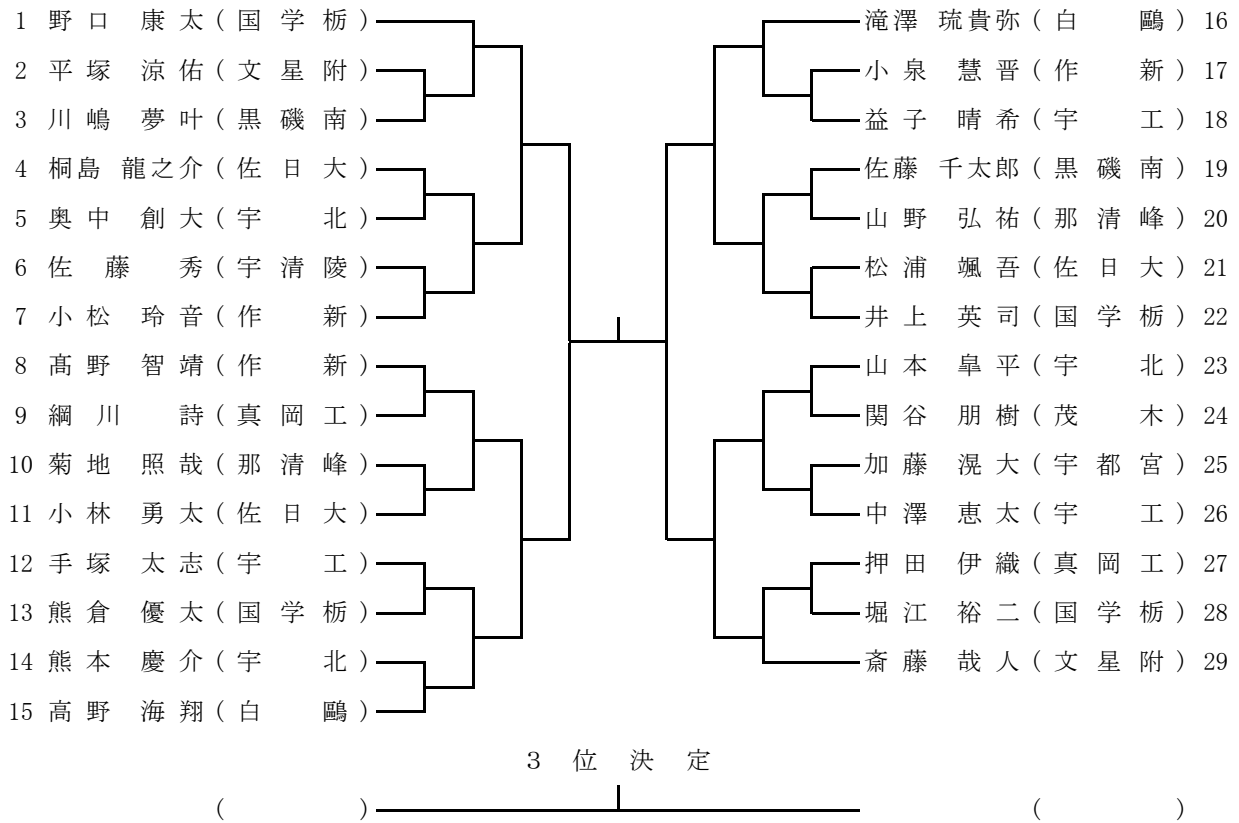 1 野口 康太(国学栃)
2 平塚 涼佑(文星附)
3 川嶋 夢叶(黒磯南)
4 桐島 龍之介(佐日大)
5 奥中 創大(宇 北)
6 佐藤 秀(宇清陵)
7 小松 玲音(作 新)
8 髙野 智靖(作 新)
9 綱川 詩(真岡工)
10 菊地 照哉(那清峰)
11 小林 勇太(佐日大)
12 手塚 太志(宇 工)
13 熊倉 優太(国学栃)
14 熊本 慶介(宇 北)
15 高野 海翔(白 鷗)
滝澤 琉貴弥(白 鷗)16
小泉 慧晋(作 新)17
益子 晴希(宇 工)18
佐藤 千太郎(黒磯南)19
山野 弘祐(那清峰)20
松浦 颯吾(佐日大)21
井上 英司(国学栃)22
山本 皐平(宇 北)23
関谷 朋樹(茂 木)24
加藤 滉大(宇都宮)25
中澤 恵太(宇 工)26
押田 伊織(真岡工)27
堀江 裕二(国学栃)28
斎藤 哉人(文星附)29
3 位 決 定
( ) ( )